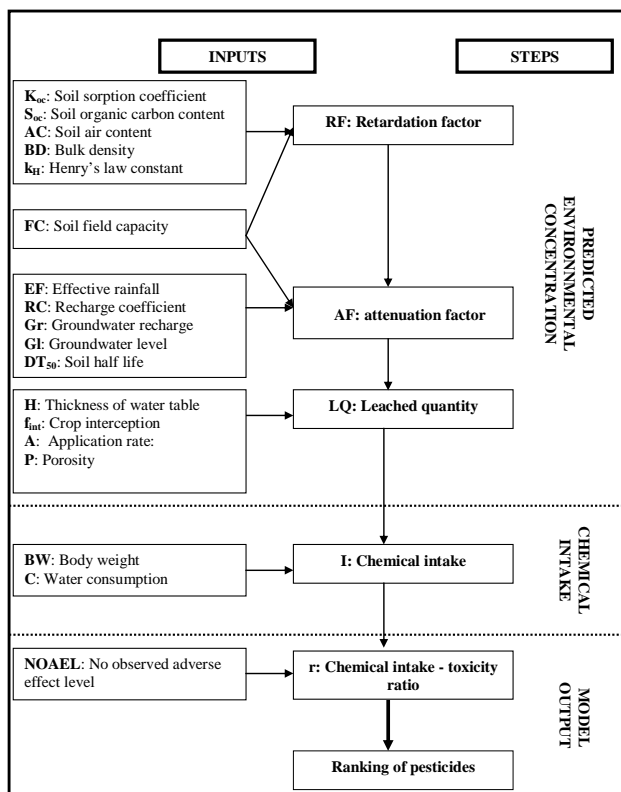 INPUTS
STEPS
Koc: Soil sorption coefficient
Soc: Soil organic carbon content
AC: Soil air content
BD: Bulk density
kH: Henry's law constant
RF: Retardation factor
FC: Soil field capacity
EF: Effective rainfall
RC: Recharge coefficient
Gr: Groundwater recharge
Gl: Groundwater level
DT50: Soil half life
AF: attenuation factor
H: Thickness of water table
fint: Crop interception
A: Application rate:
P: Porosity
LQ: Leached quantity
PREDICTED
ENVIRONNMENTAL
CONCENTRATION
BW: Body weight
C: Water consumption
I: Chemical intake
CHEMICAL
INTAKE
NOAEL: No observed adverse
effect level
r: Chemical intake - toxicity
ratio
Ranking of pesticides
MODEL
OUTPUT